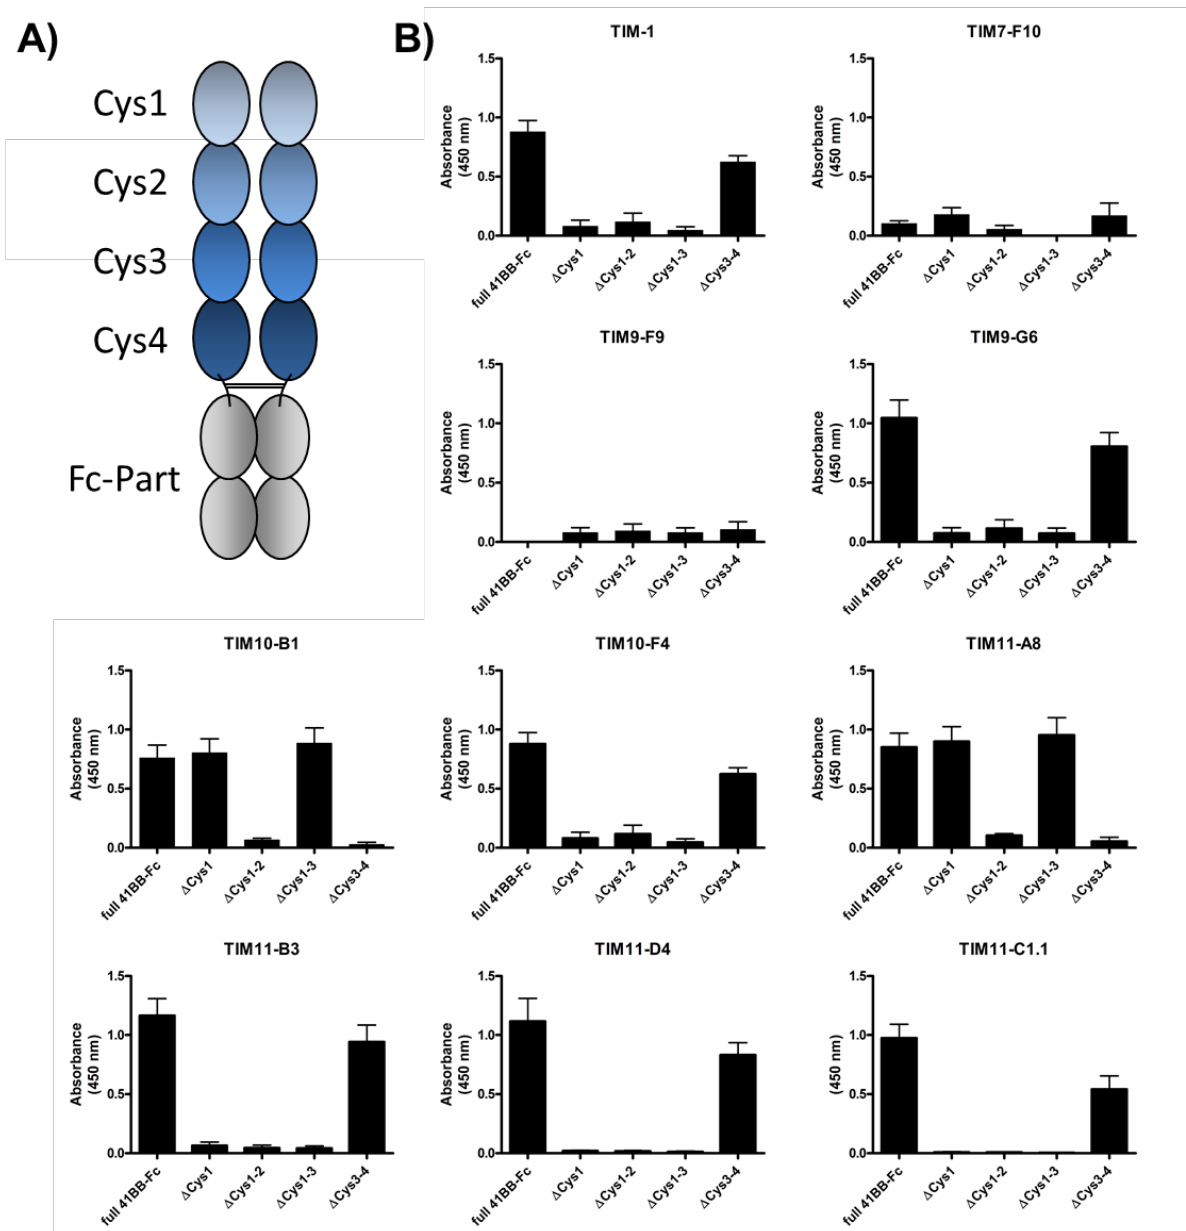 A)
Cys1
Cys2
Cys3
Cys4
Fc-Part
B)
TIM-1
Absorbance
(450 nm)
1.5
1.0
0.5
0.0
full 41BB-Fc
ΔCys1
ΔCys1-2
ΔCys1-3
ΔCys3-4
TIM7-F10
Absorbance
(450 nm)
1.5
1.0
0.5
0.0
full 41BB-Fc
ΔCys1
ΔCys1-2
ΔCys1-3
ΔCys3-4
TIM9-F9
Absorbance
(450 nm)
1.5
1.0
0.5
0.0
full 41BB-Fc
ΔCys1
ΔCys1-2
ΔCys1-3
ΔCys3-4
TIM9-G6
Absorbance
(450 nm)
1.5
1.0
0.5
0.0
full 41BB-Fc
ΔCys1
ΔCys1-2
ΔCys1-3
ΔCys3-4
TIM10-B1
Absorbance
(450 nm)
1.5
1.0
0.5
0.0
full 41BB-Fc
ΔCys1
ΔCys1-2
ΔCys1-3
ΔCys3-4
TIM10-F4
Absorbance
(450 nm)
1.5
1.0
0.5
0.0
full 41BB-Fc
ΔCys1
ΔCys1-2
ΔCys1-3
ΔCys3-4
TIM11-A8
Absorbance
(450 nm)
1.5
1.0
0.5
0.0
full 41BB-Fc
ΔCys1
ΔCys1-2
ΔCys1-3
ΔCys3-4
TIM11-B3
Absorbance
(450 nm)
1.5
1.0
0.5
0.0
full 41BB-Fc
ΔCys1
ΔCys1-2
ΔCys1-3
ΔCys3-4
TIM11-D4
Absorbance
(450 nm)
1.5
1.0
0.5
0.0
full 41BB-Fc
ΔCys1
ΔCys1-2
ΔCys1-3
ΔCys3-4
TIM11-C1.1
Absorbance
(450 nm)
1.5
1.0
0.5
0.0
full 41BB-Fc
ΔCys1
ΔCys1-2
ΔCys1-3
ΔCys3-4